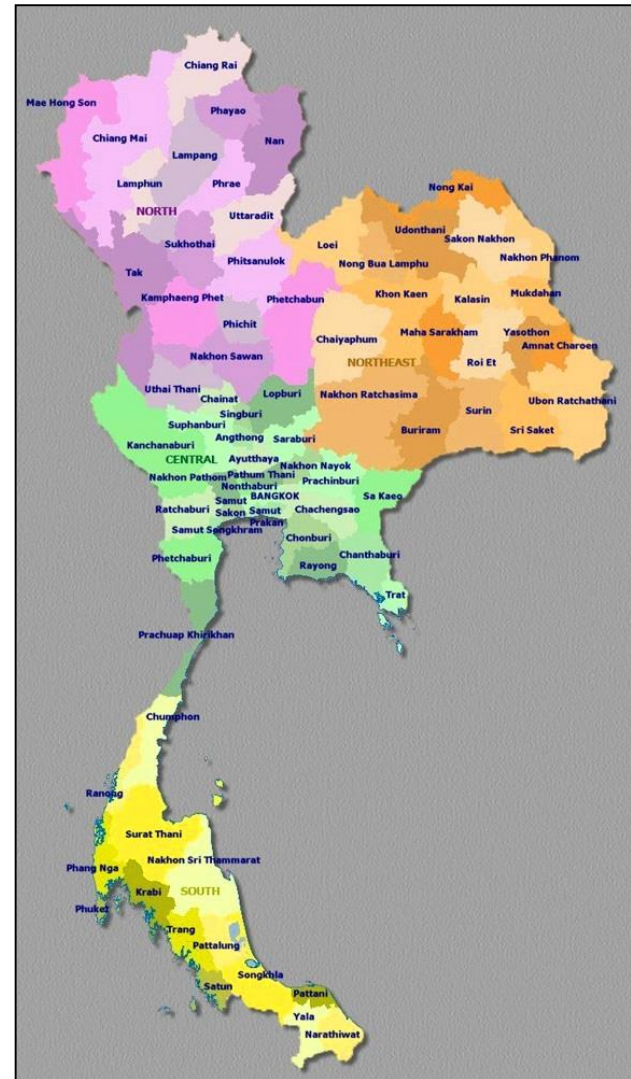 Chiang Rai
Mae Hong Son
Phayao
Chiang Mai
Nan
Lampang
Lamphun
Phrae
Nong Kai
NORTH
Uttaradit
Udonthani
Loei
Sakon Nakhon
Sukhothai
Phitsanulok
Nong Bua Lamphu
Nakhon Phanom
Tak
Kamphaeng Phet
Phetchabun
Khon Kaen
Kalasin
Mukdahan
Phichit
Chaiyaphum
Maha Sarakham
Yasothon
Amnat Charoen
Nakhon Sawan
NORTHEAST
Roi Et
Uthai Thani
Lopburi
Nakhon Ratchasima
Chainat
Ubon Ratchathani
Singburi
Surin
Suphanburi
Buriram
Sri Saket
Angthong
Saraburi
Kanchanaburi
CENTRAL
Ayutthaya
Nakhon Nayok
Nakhon Pathom
Pathum Thani
Prachinburi
Nonthaburi
Samut
BANGKOK
Sa Kaeo
Ratchaburi
Sakon
Samut
Chachengsao
Prakan
Samut Sangkhram
Chonburi
Phetchaburi
Chanthaburi
Rayong
Trat
Prachuap Khirikhan
Chumphon
Ranong
Surat Thani
Nakhon Sri Thammarat
Phang Nga
Krabi
SOUTH
Phuket
Trang
Pattalung
Songkhla
Satun
Pattani
Yala
Narathiwat